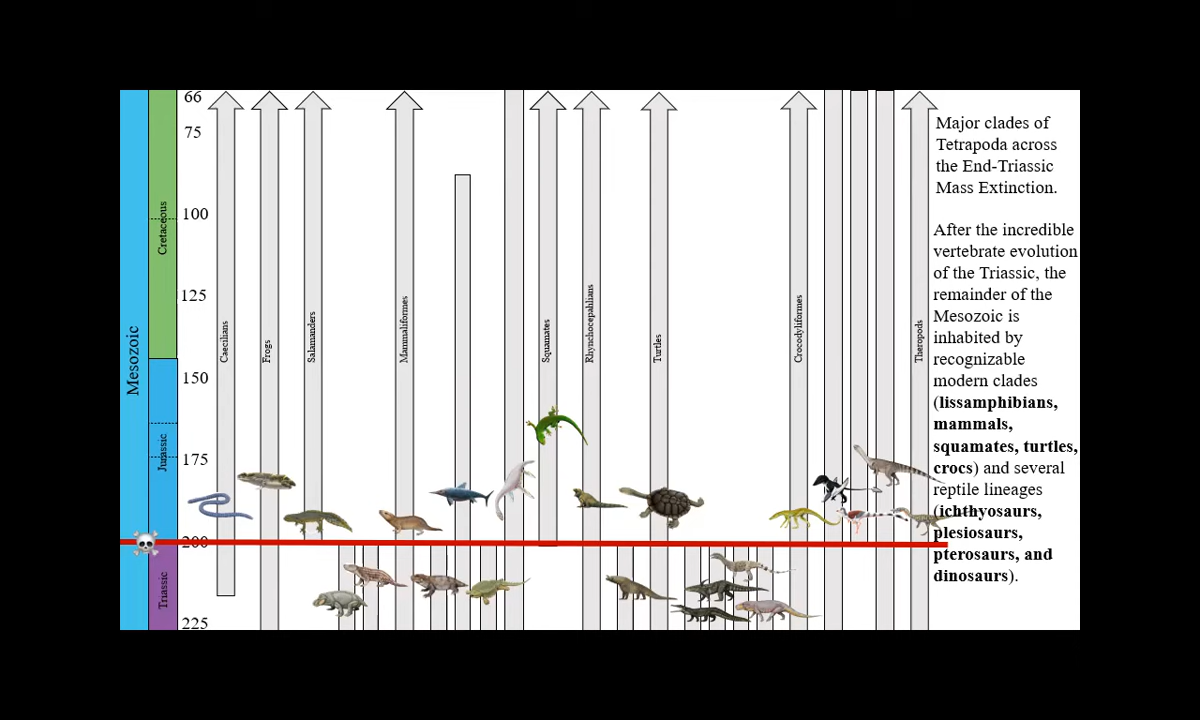 66
75
100
125
150
175
200
225
Mesozoic
Cretaceous
Jurassic
Triassic
Caecilians
Frogs
Salamanders
Mammaliformes
Squamates
Rhynchocepahlians
Turtles
Crocodyliformes
Theropods
Major clades of
Tetrapoda across
the End-Triassic
Mass Extinction.
After the incredible
vertebrate evolution
of the Triassic, the
remainder of the
Mesozoic is
inhabited by
recognizable
modern clades
(lissamphibians,
mammals,
squamates, turtles,
crocs) and several
reptile lineages
(ichthyosaurs,
plesiosaurs,
pterosaurs, and
dinosaurs).